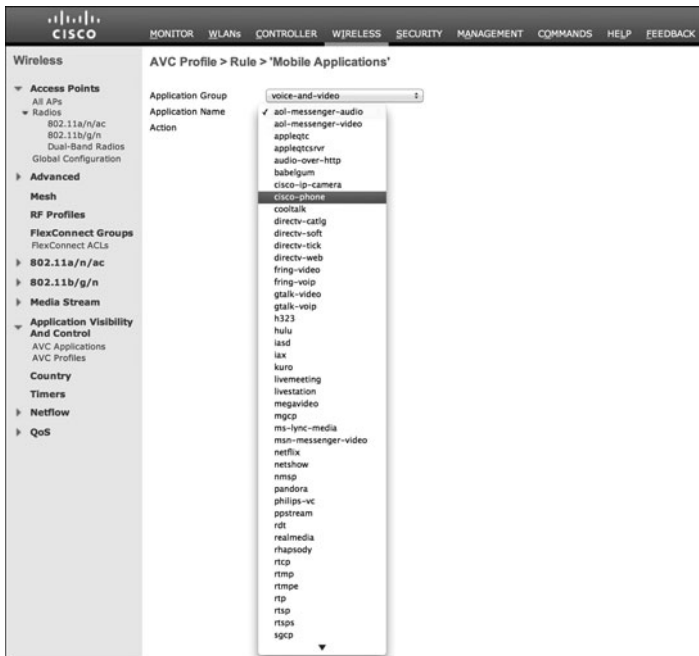 CISCO
MONITOR WLANs CONTROLLER WIRELESS SECURITY MANAGEMENT COMMANDS HELP FEEDBACK
Wireless
Access Points
All APs
Radios
802.11a/n/ac
802.11b/g/n
Dual-Band Radios
Global Configuration
Advanced
Mesh
RF Profiles
FlexConnect Groups
FlexConnect ACLs
802.11a/n/ac
802.11b/g/n
Media Stream
Application Visibility
And Control
AVC Applications
AVC Profiles
Country
Timers
Netflow
QoS
AVC Profile > Rule > 'Mobile Applications'
Application Group voice-and-video
Application Name ✓ aol-messenger-audio
Action
aol-messenger-video
appleqtc
appleqtcsrvr
audio-over-http
babelgum
cisco-ip-camera
cisco-phone
cooltalk
directv-catlg
directv-soft
directv-tick
directv-web
fring-video
fring-voip
gtalk-video
gtalk-voip
h323
hulu
iasd
iax
kuro
livemeeting
livestation
megavideo
mgcp
ms-lync-media
msn-messenger-video
netflix
netshow
nmsp
pandora
philips-vc
ppstream
rdt
realmedia
rhapsody
rtcp
rtmp
rtmpe
rtp
rtsp
rtsps
sgcp